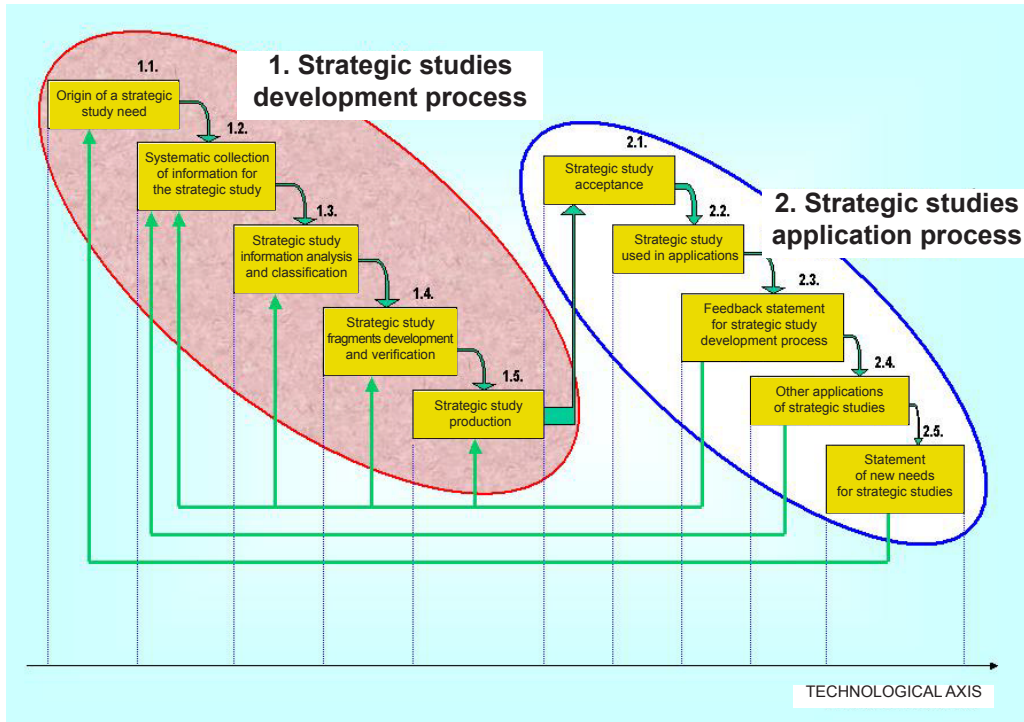 1. Strategic studies
development process
1.1.
Origin of a strategic
study need
1.2.
Systematic collection
of information for
the strategic study
1.3.
Strategic study
information analysis
and classification
1.4.
Strategic study
fragments development
and verification
1.5.
Strategic study
production
2. Strategic studies
application process
2.1.
Strategic study
acceptance
2.2.
Strategic study
used in applications
2.3.
Feedback statement
for strategic study
development process
2.4.
Other applications
of strategic studies
2.5.
Statement
of new needs
for strategic studies
TECHNOLOGICAL AXIS